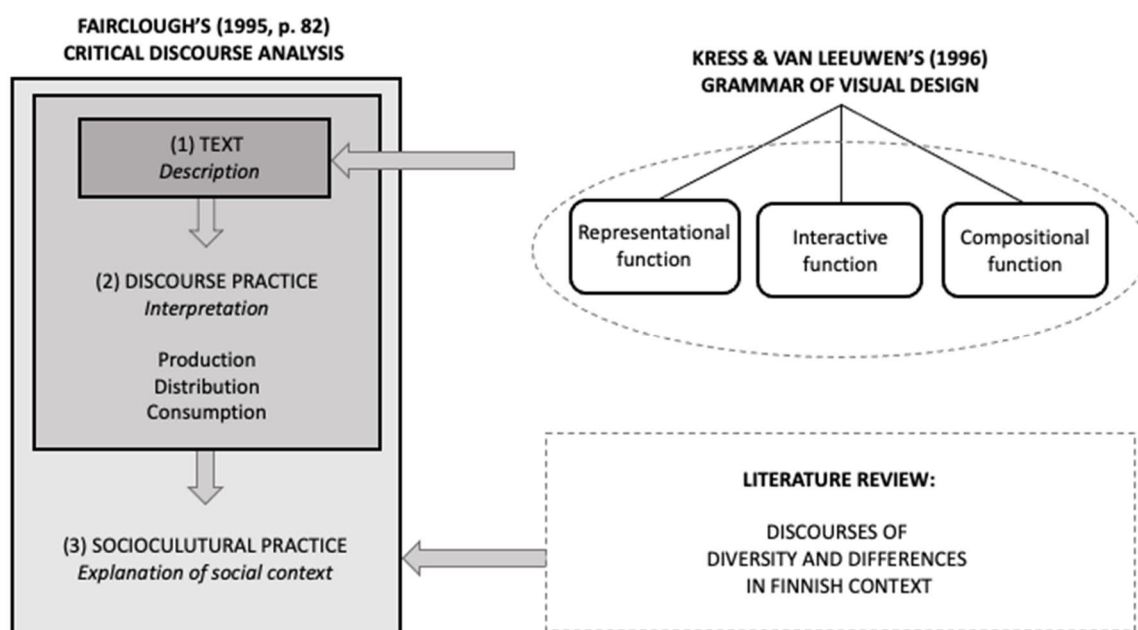 FAIRCLOUGH'S (1995, p. 82)
CRITICAL DISCOURSE ANALYSIS
(1) TEXT
Description
(2) DISCOURSE PRACTICE
Interpretation
Production
Distribution
Consumption
(3) SOCIOCULUTURAL PRACTICE
Explanation of social context
KRESS & VAN LEEUWEN'S (1996)
GRAMMAR OF VISUAL DESIGN
Representational
function
Interactive
function
Compositional
function
LITERATURE REVIEW:
DISCOURSES OF
DIVERSITY AND DIFFERENCES
IN FINNISH CONTEXT